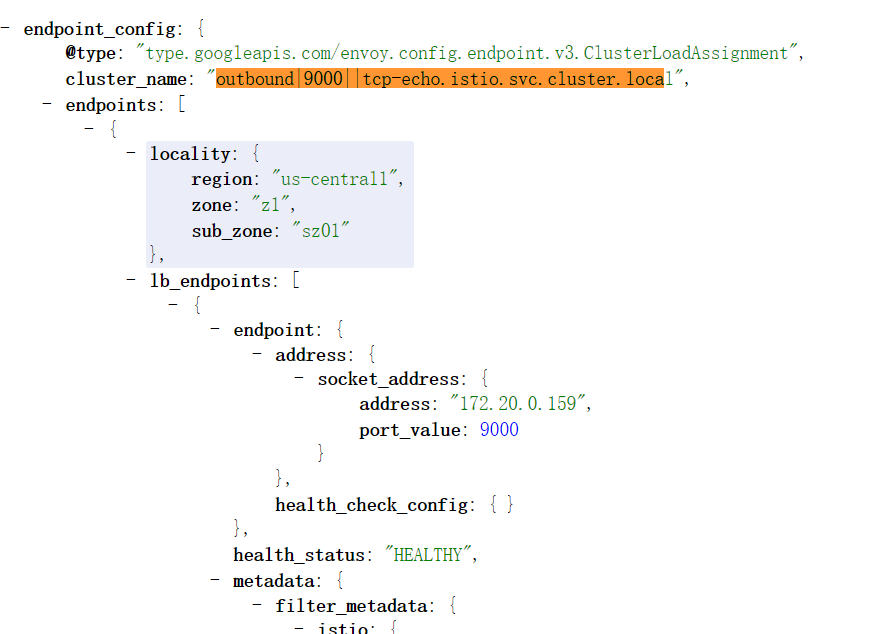 - endpoint_config: {
@type: "type.googleapis.com/envoy.config.endpoint.v3.ClusterLoadAssignment",
cluster_name: "outbound|9000||tcp-echo.istio.svc.cluster.local",
- endpoints: [
- {
- locality: {
region: "us-central1",
zone: "z1",
sub_zone: "sz01"
},
- lb_endpoints: [
- {
- endpoint: {
- address: {
- socket_address: {
address: "172.20.0.159",
port_value: 9000
}
},
health_check_config: { }
},
health_status: "HEALTHY",
- metadata: {
- filter_metadata: {
- istio: {